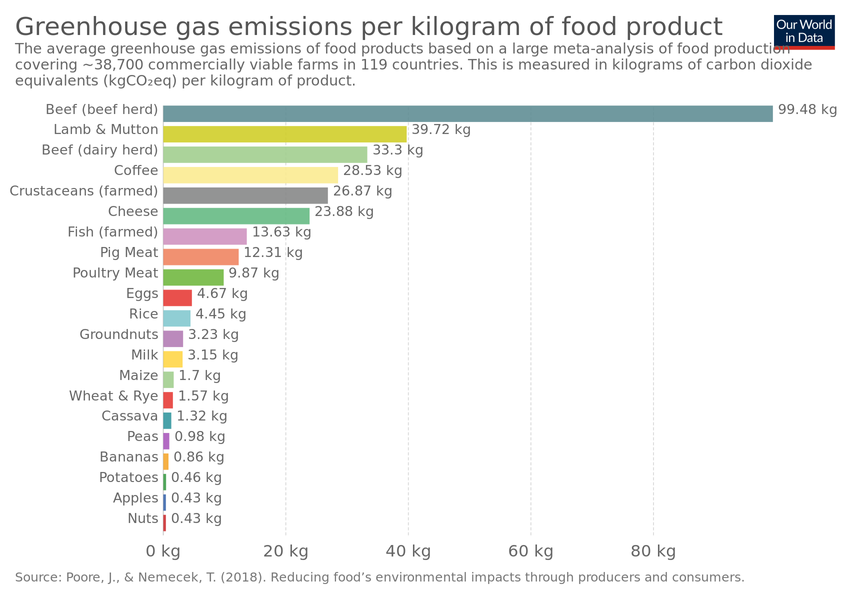 Greenhouse gas emissions per kilogram of food product
Our World
in Data
The average greenhouse gas emissions of food products based on a large meta-analysis of food production
covering ~38,700 commercially viable farms in 119 countries. This is measured in kilograms of carbon dioxide
equivalents (kgCO₂eq) per kilogram of product.
Beef (beef herd) 99.48 kg
Lamb & Mutton 39.72 kg
Beef (dairy herd) 33.3 kg
Coffee 28.53 kg
Crustaceans (farmed) 26.87 kg
Cheese 23.88 kg
Fish (farmed) 13.63 kg
Pig Meat 12.31 kg
Poultry Meat 9.87 kg
Eggs 4.67 kg
Rice 4.45 kg
Groundnuts 3.23 kg
Milk 3.15 kg
Maize 1.7 kg
Wheat & Rye 1.57 kg
Cassava 1.32 kg
Peas 0.98 kg
Bananas 0.86 kg
Potatoes 0.46 kg
Apples 0.43 kg
Nuts 0.43 kg
0 kg 20 kg 40 kg 60 kg 80 kg
Source: Poore, J., & Nemecek, T. (2018). Reducing food’s environmental impacts through producers and consumers.